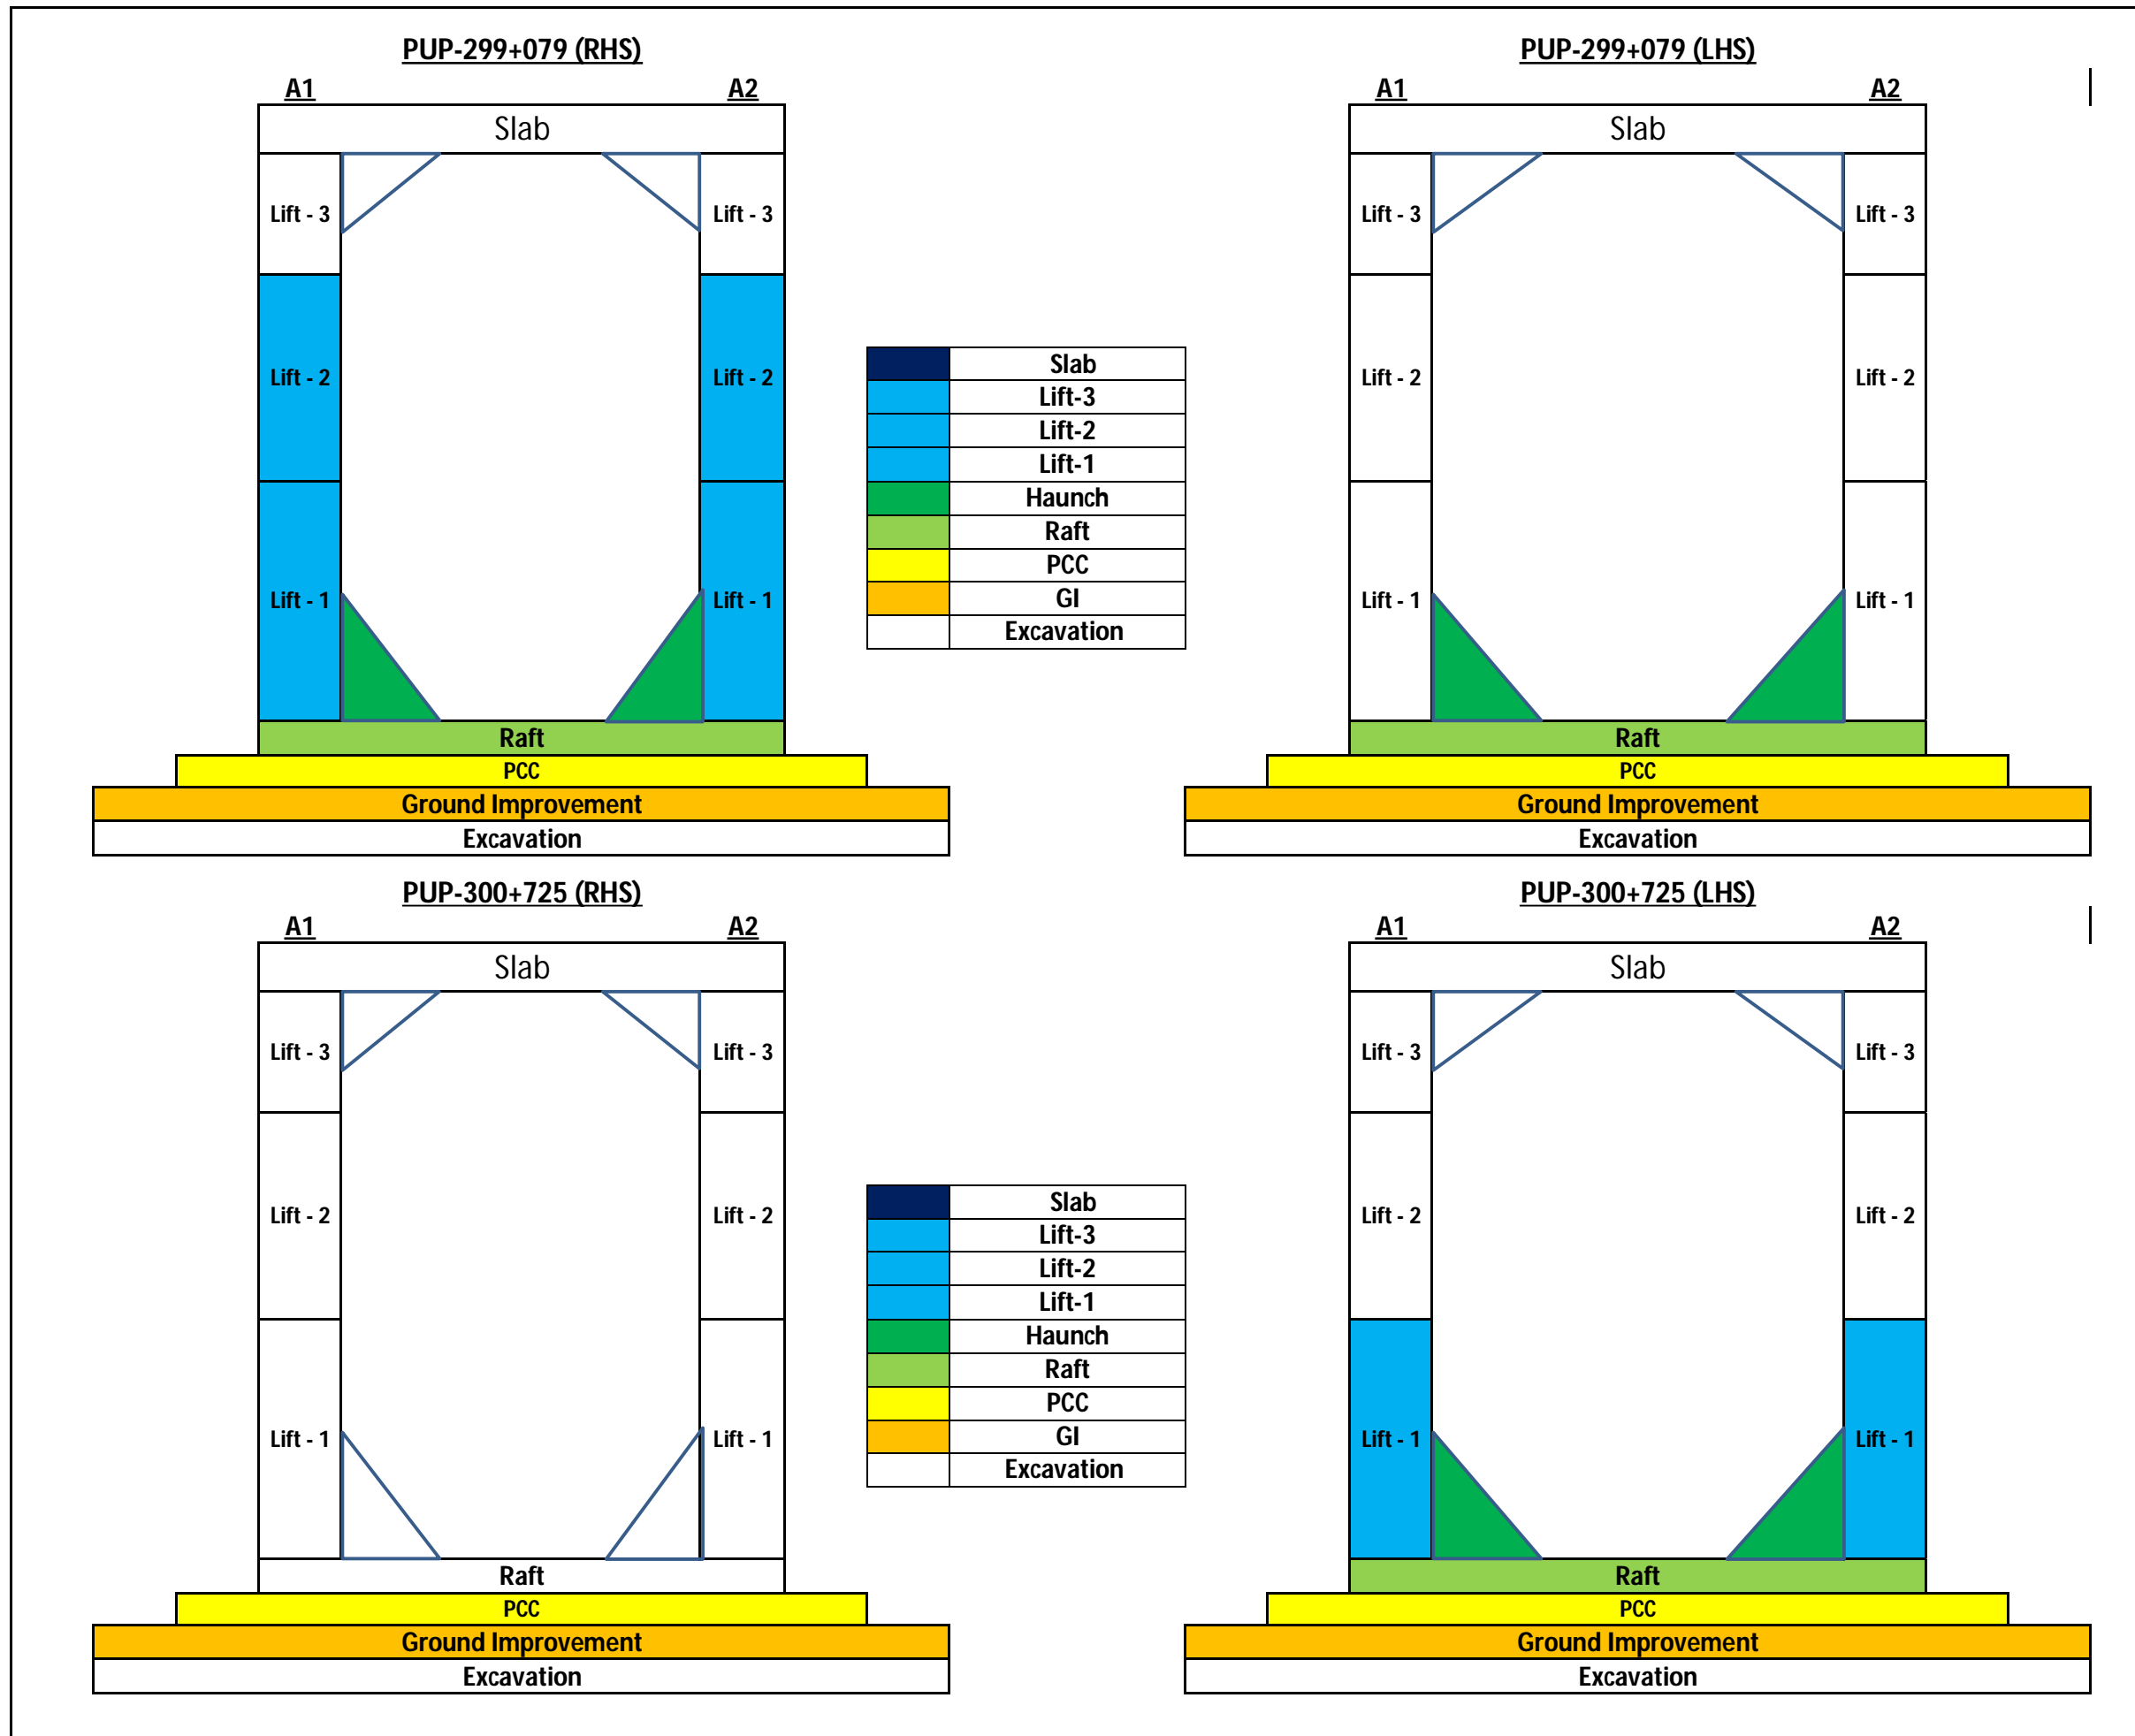 PUP-299+079 (RHS)
A1 A2
Slab
Lift - 3 Lift - 3
Lift - 2 Lift - 2
Lift - 1 Lift - 1
Raft
PCC
Ground Improvement
Excavation
Slab
Lift-3
Lift-2
Lift-1
Haunch
Raft
PCC
GI
Excavation
PUP-299+079 (LHS)
A1 A2
Slab
Lift - 3 Lift - 3
Lift - 2 Lift - 2
Lift - 1 Lift - 1
Raft
PCC
Ground Improvement
Excavation
PUP-300+725 (RHS)
A1 A2
Slab
Lift - 3 Lift - 3
Lift - 2 Lift - 2
Lift - 1 Lift - 1
Raft
PCC
Ground Improvement
Excavation
Slab
Lift-3
Lift-2
Lift-1
Haunch
Raft
PCC
GI
Excavation
PUP-300+725 (LHS)
A1 A2
Slab
Lift - 3 Lift - 3
Lift - 2 Lift - 2
Lift - 1 Lift - 1
Raft
PCC
Ground Improvement
Excavation